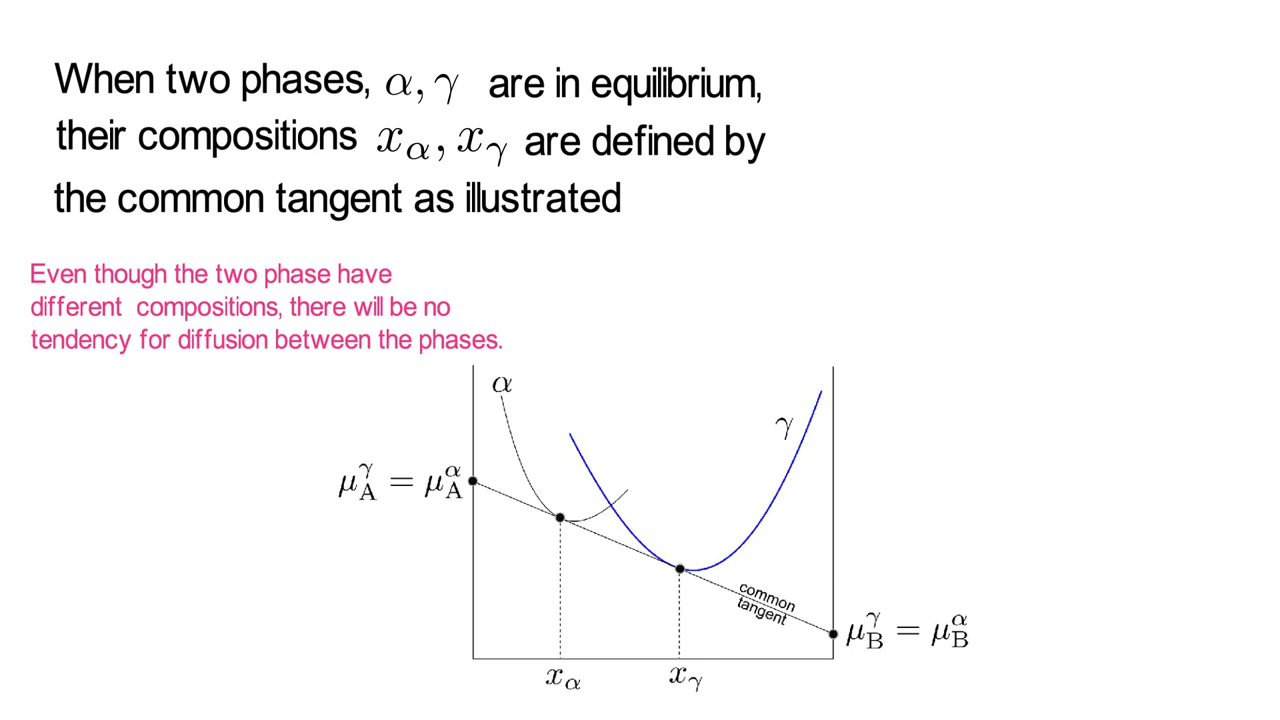 When two phases, α, γ are in equilibrium,
their compositions x_α, x_γ are defined by
the common tangent as illustrated
Even though the two phase have
different compositions, there will be no
tendency for diffusion between the phases.
α
γ
μ_A^γ = μ_A^α
common
tangent
μ_B^γ = μ_B^α
x_α
x_γ